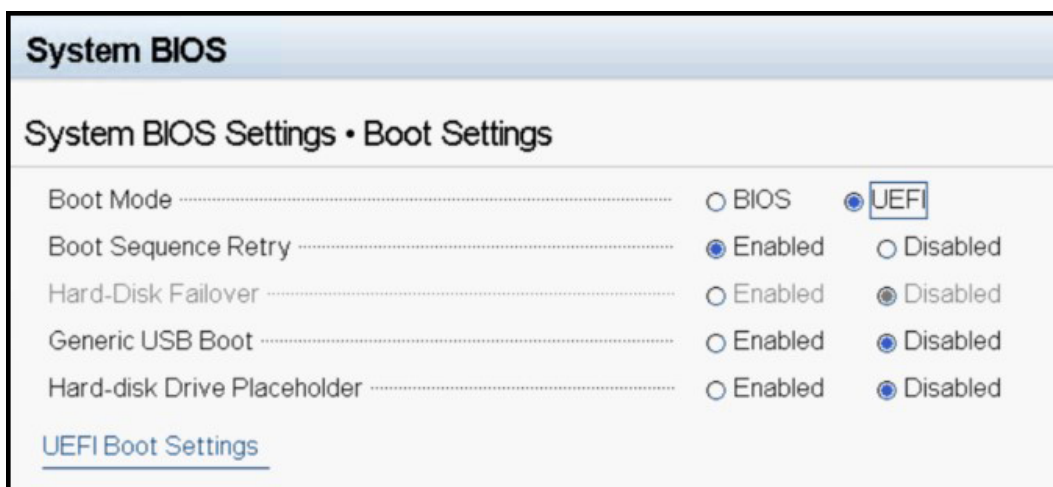 System BIOS
System BIOS Settings • Boot Settings
Boot Mode BIOS UEFI
Boot Sequence Retry Enabled Disabled
Hard-Disk Failover Enabled Disabled
Generic USB Boot Enabled Disabled
Hard-disk Drive Placeholder Enabled Disabled
UEFI Boot Settings